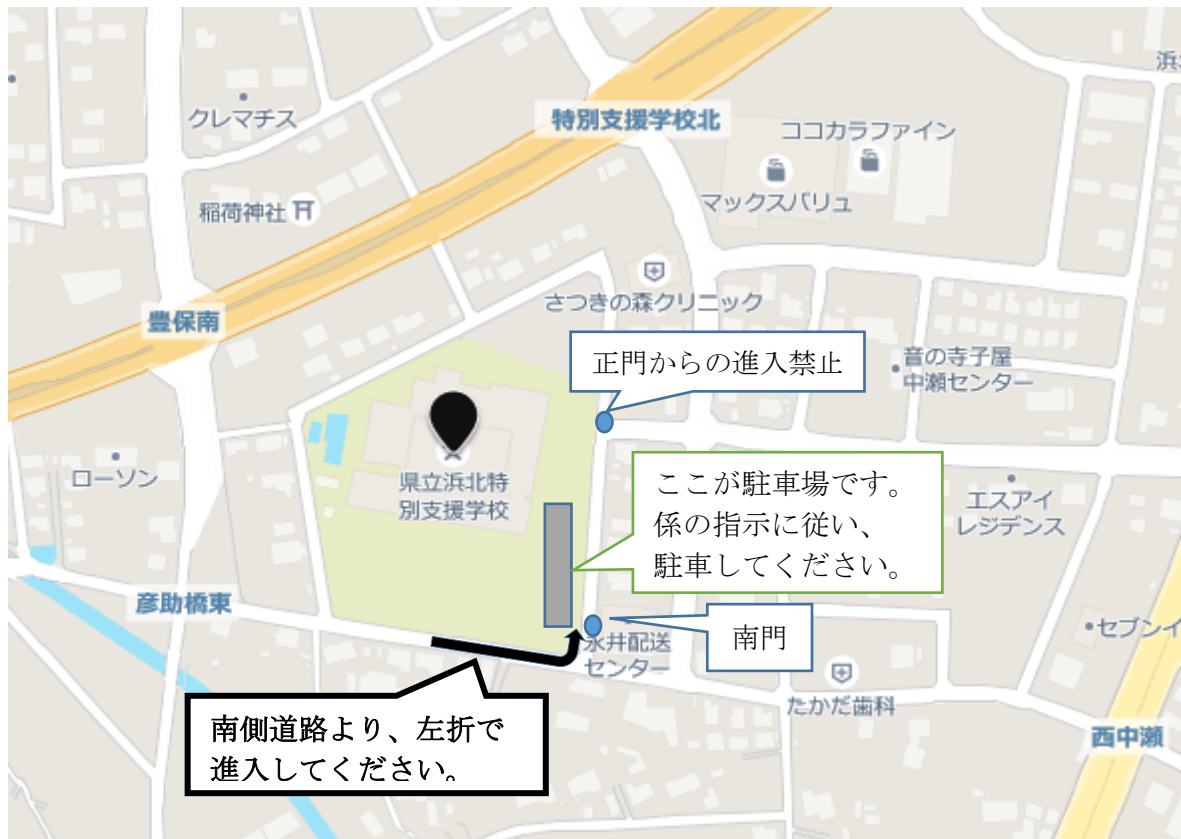 浜
クレマチス
特別支援学校北
ココカラファイン
マックスバリュ
稲荷神社
さつきの森クリニック
豊保南
正門からの進入禁止
音の寺子屋
中瀬センター
ローソン
県立浜北特
別支援学校
ここが駐車場です。
係の指示に従い、
駐車してください。
エスアイ
レジデンス
彦助橋東
南門
永井配送
センター
セブンイ
たかだ歯科
南側道路より、左折で
進入してください。
西中瀬